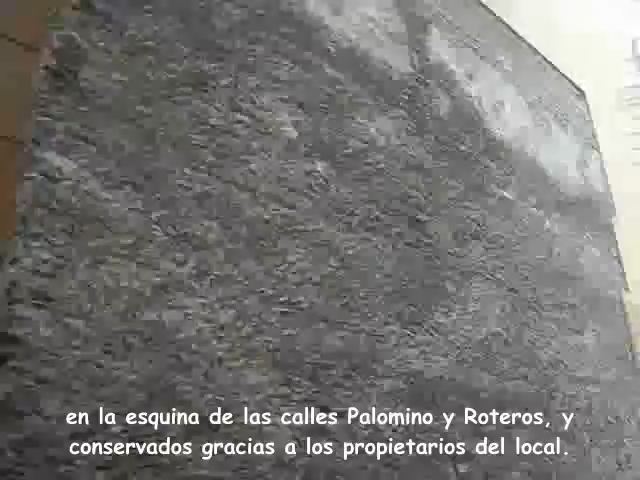 en la esquina de las calles Palomino y Roteros, y
conservados gracias a los propietarios del local.